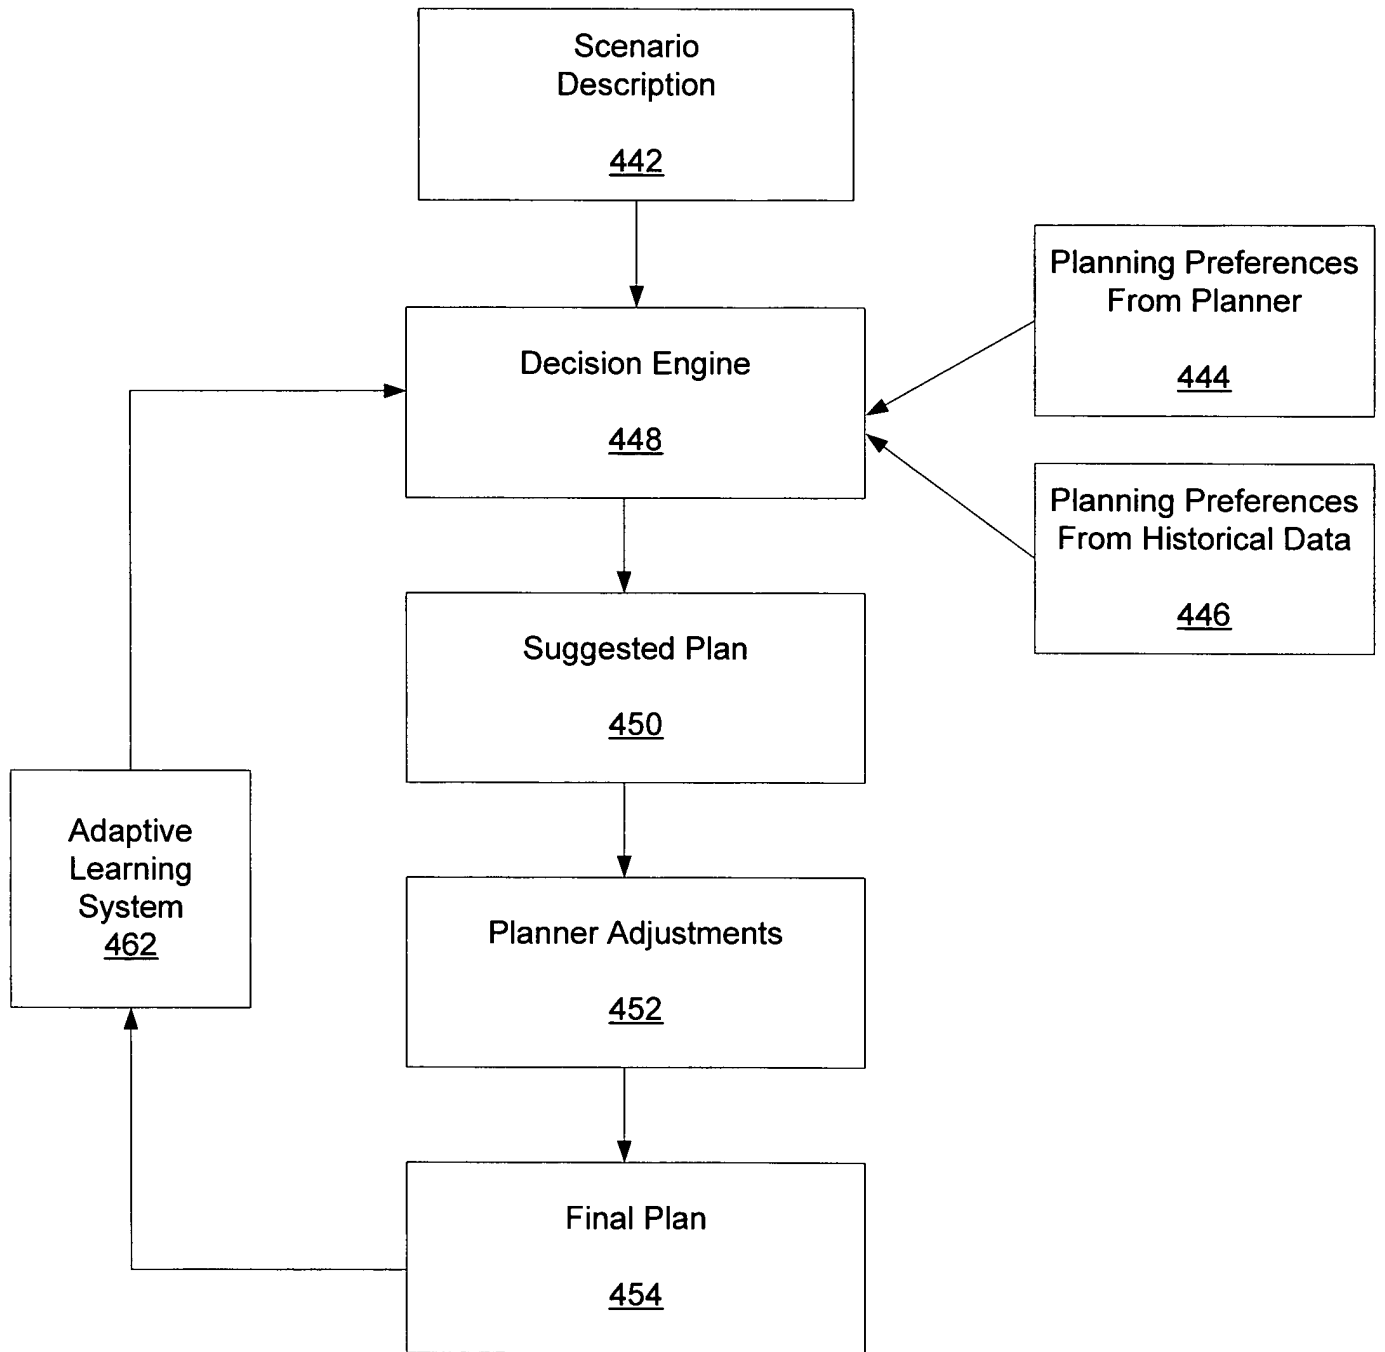 Scenario
Description
442
Planning Preferences
From Planner
444
Decision Engine
448
Planning Preferences
From Historical Data
446
Suggested Plan
450
Adaptive
Learning
System
462
Planner Adjustments
452
Final Plan
454